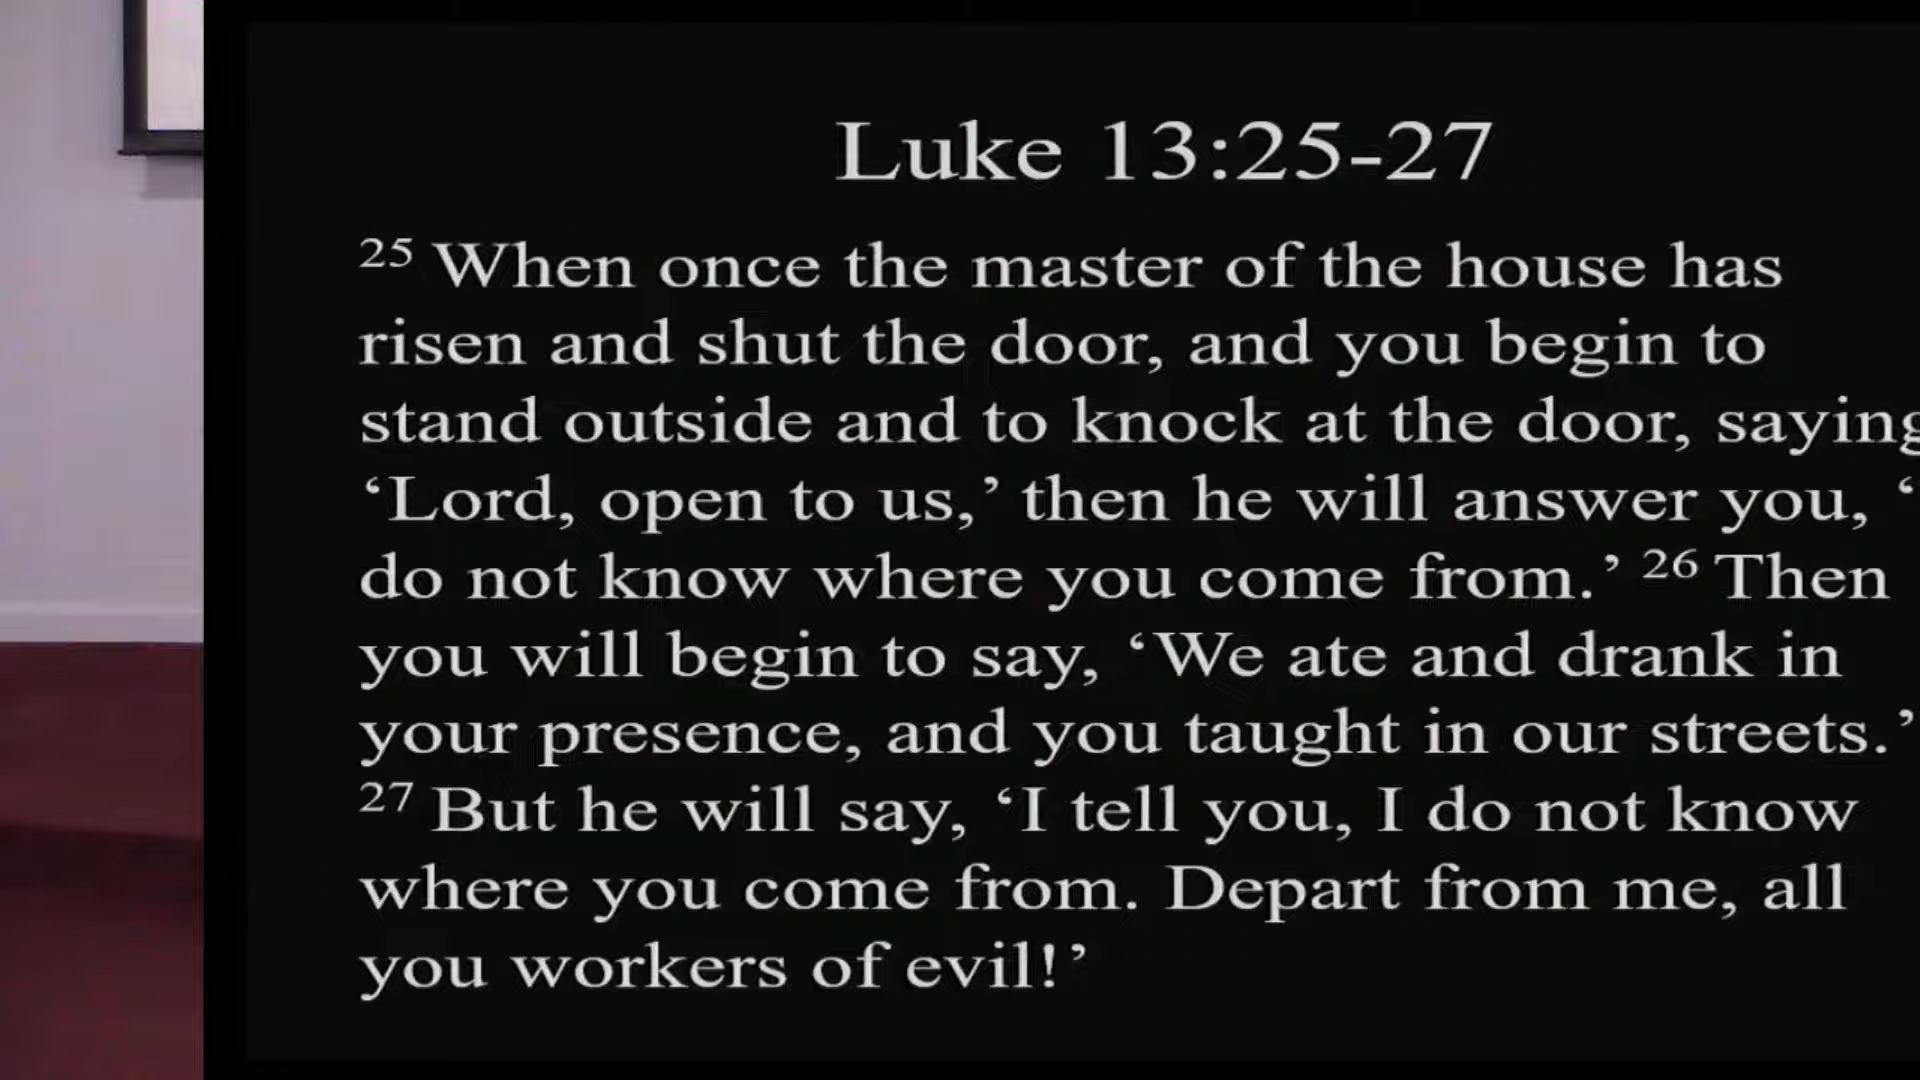 Luke 13:25-27
25 When once the master of the house has
risen and shut the door, and you begin to
stand outside and to knock at the door, saying
‘Lord, open to us,’ then he will answer you, ‘
do not know where you come from.’ 26 Then
you will begin to say, ‘We ate and drank in
your presence, and you taught in our streets.’
27 But he will say, ‘I tell you, I do not know
where you come from. Depart from me, all
you workers of evil!’